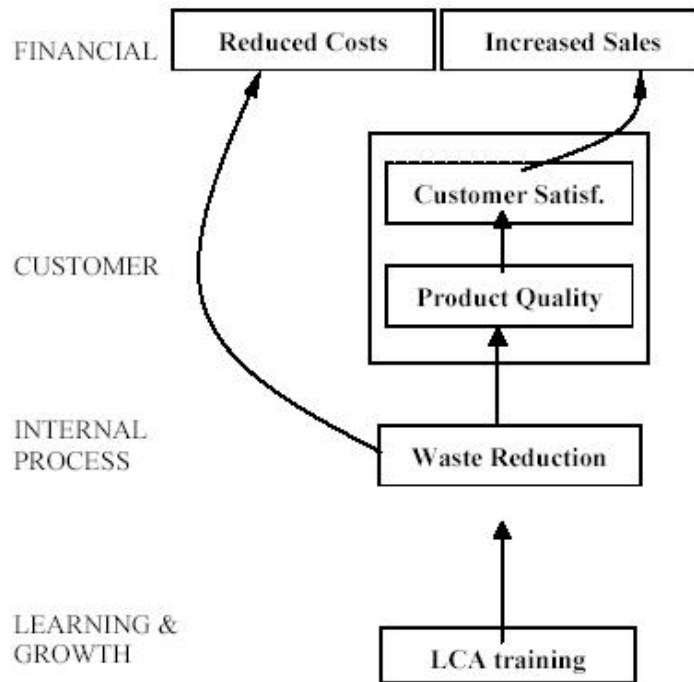 FINANCIAL
Reduced Costs
Increased Sales
Customer Satisf.
CUSTOMER
Product Quality
INTERNAL
PROCESS
Waste Reduction
LEARNING &
GROWTH
LCA training